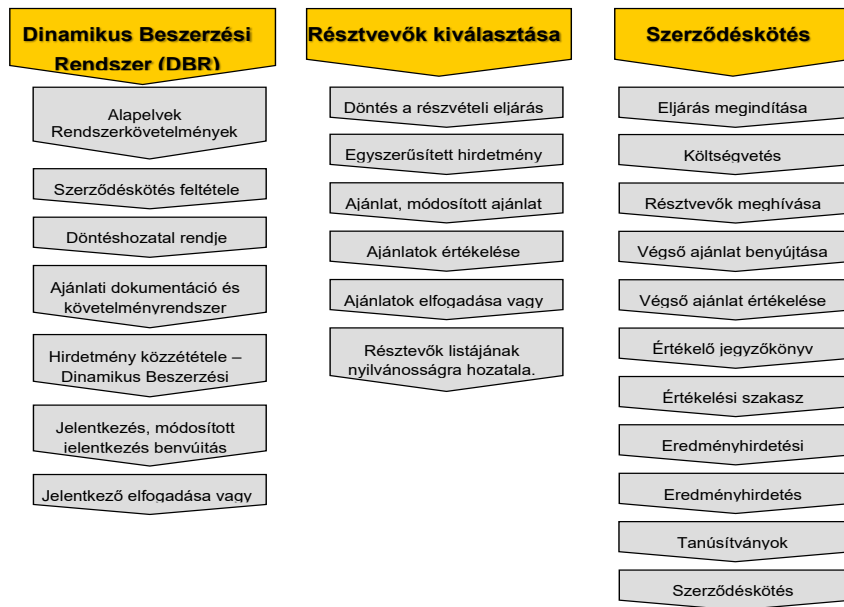 Dinamikus Beszerzési
Rendszer (DBR)
Alapelvek
Rendszerkövetelmények
Szerződéskötés feltétele
Döntéshozatal rendje
Ajánlati dokumentáció és
követelményrendszer
Hirdetmény közzététele –
Dinamikus Beszerzési
Jelentkezés, módosított
jelentkezés benyújtás
Jelentkező elfogadása vagy
Résztvevők kiválasztása
Döntés a részvételi eljárás
Egyszerűsített hirdetmény
Ajánlat, módosított ajánlat
Ajánlatok értékelése
Ajánlatok elfogadása vagy
Résztevők listájának
nyilvánosságra hozatala.
Szerződéskötés
Eljárás megindítása
Költségvetés
Résztvevők meghívása
Végső ajánlat benyújtása
Végső ajánlat értékelése
Értékelő jegyzőkönyv
Értékelési szakasz
Eredményhirdetési
Eredményhirdetés
Tanúsítványok
Szerződéskötés